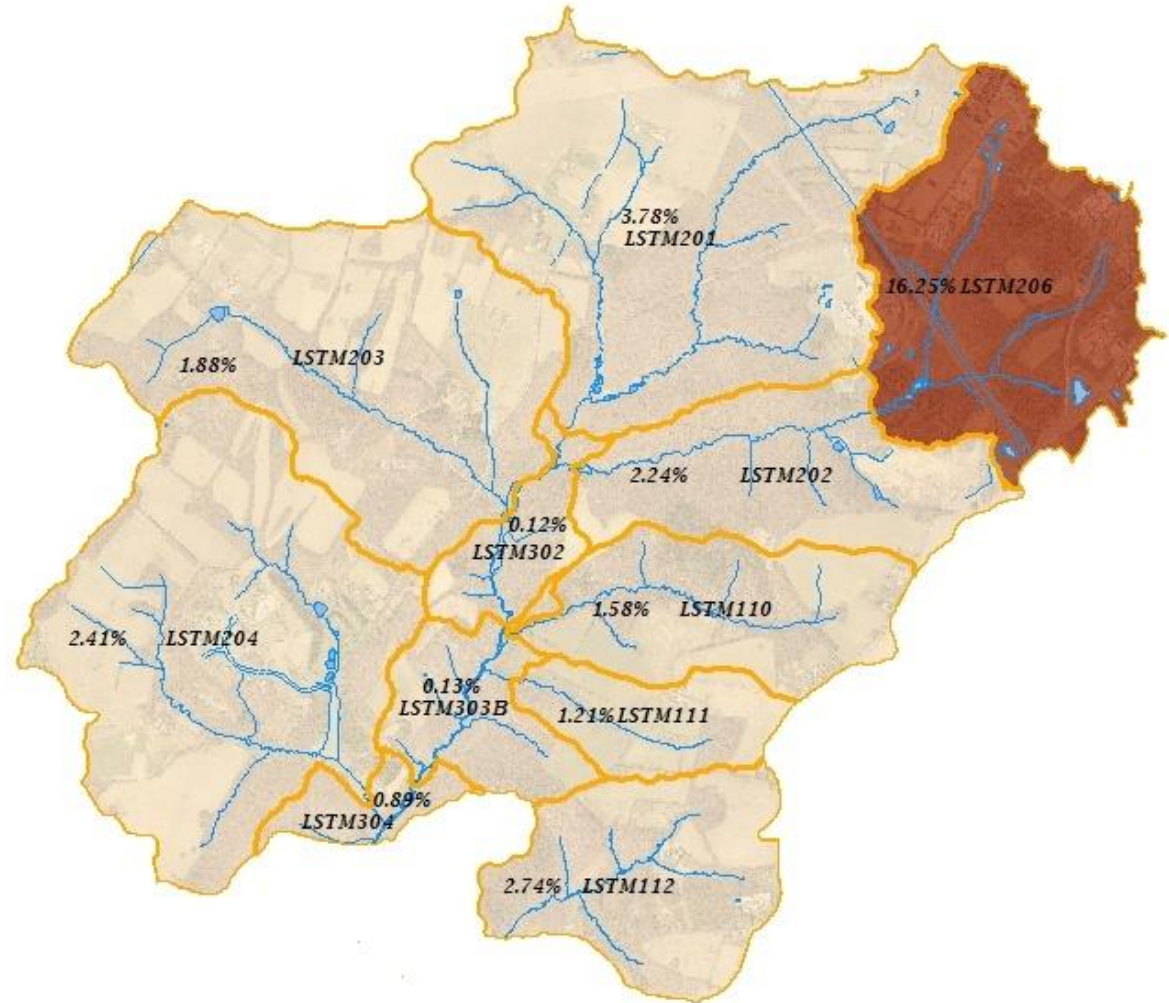 3.78%
LSTM201
16.25% LSTM206
1.88% LSTM203
2.24% LSTM202
0.12%
LSTM302
1.58% LSTM110
2.41% LSTM204
0.13%
LSTM303B
1.21% LSTM111
0.89%
LSTM304
2.74% LSTM112